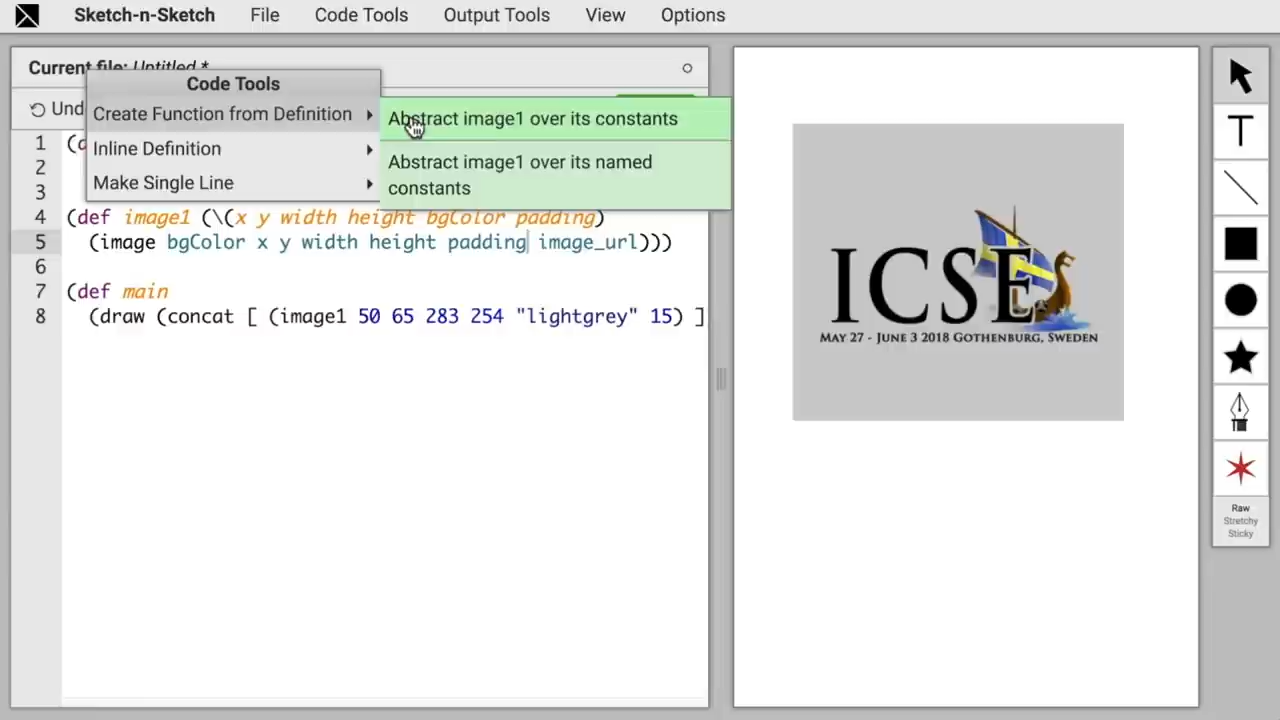 Sketch-n-Sketch File Code Tools Output Tools View Options
Current file: Untitled *
Code Tools
Undo
Create Function from Definition
Inline Definition
Make Single Line
Abstract image1 over its constants
Abstract image1 over its named
constants
1 (d
2
3
4 (def image1 (\(x y width height bgColor padding)
5 (image bgColor x y width height padding image_url)))
6
7 (def main
8 (draw (concat [ (image1 50 65 283 254 "lightgrey" 15) ]
ICSE
May 27 - June 3 2018 Gothenburg, Sweden
T
Raw
Stretchy
Sticky